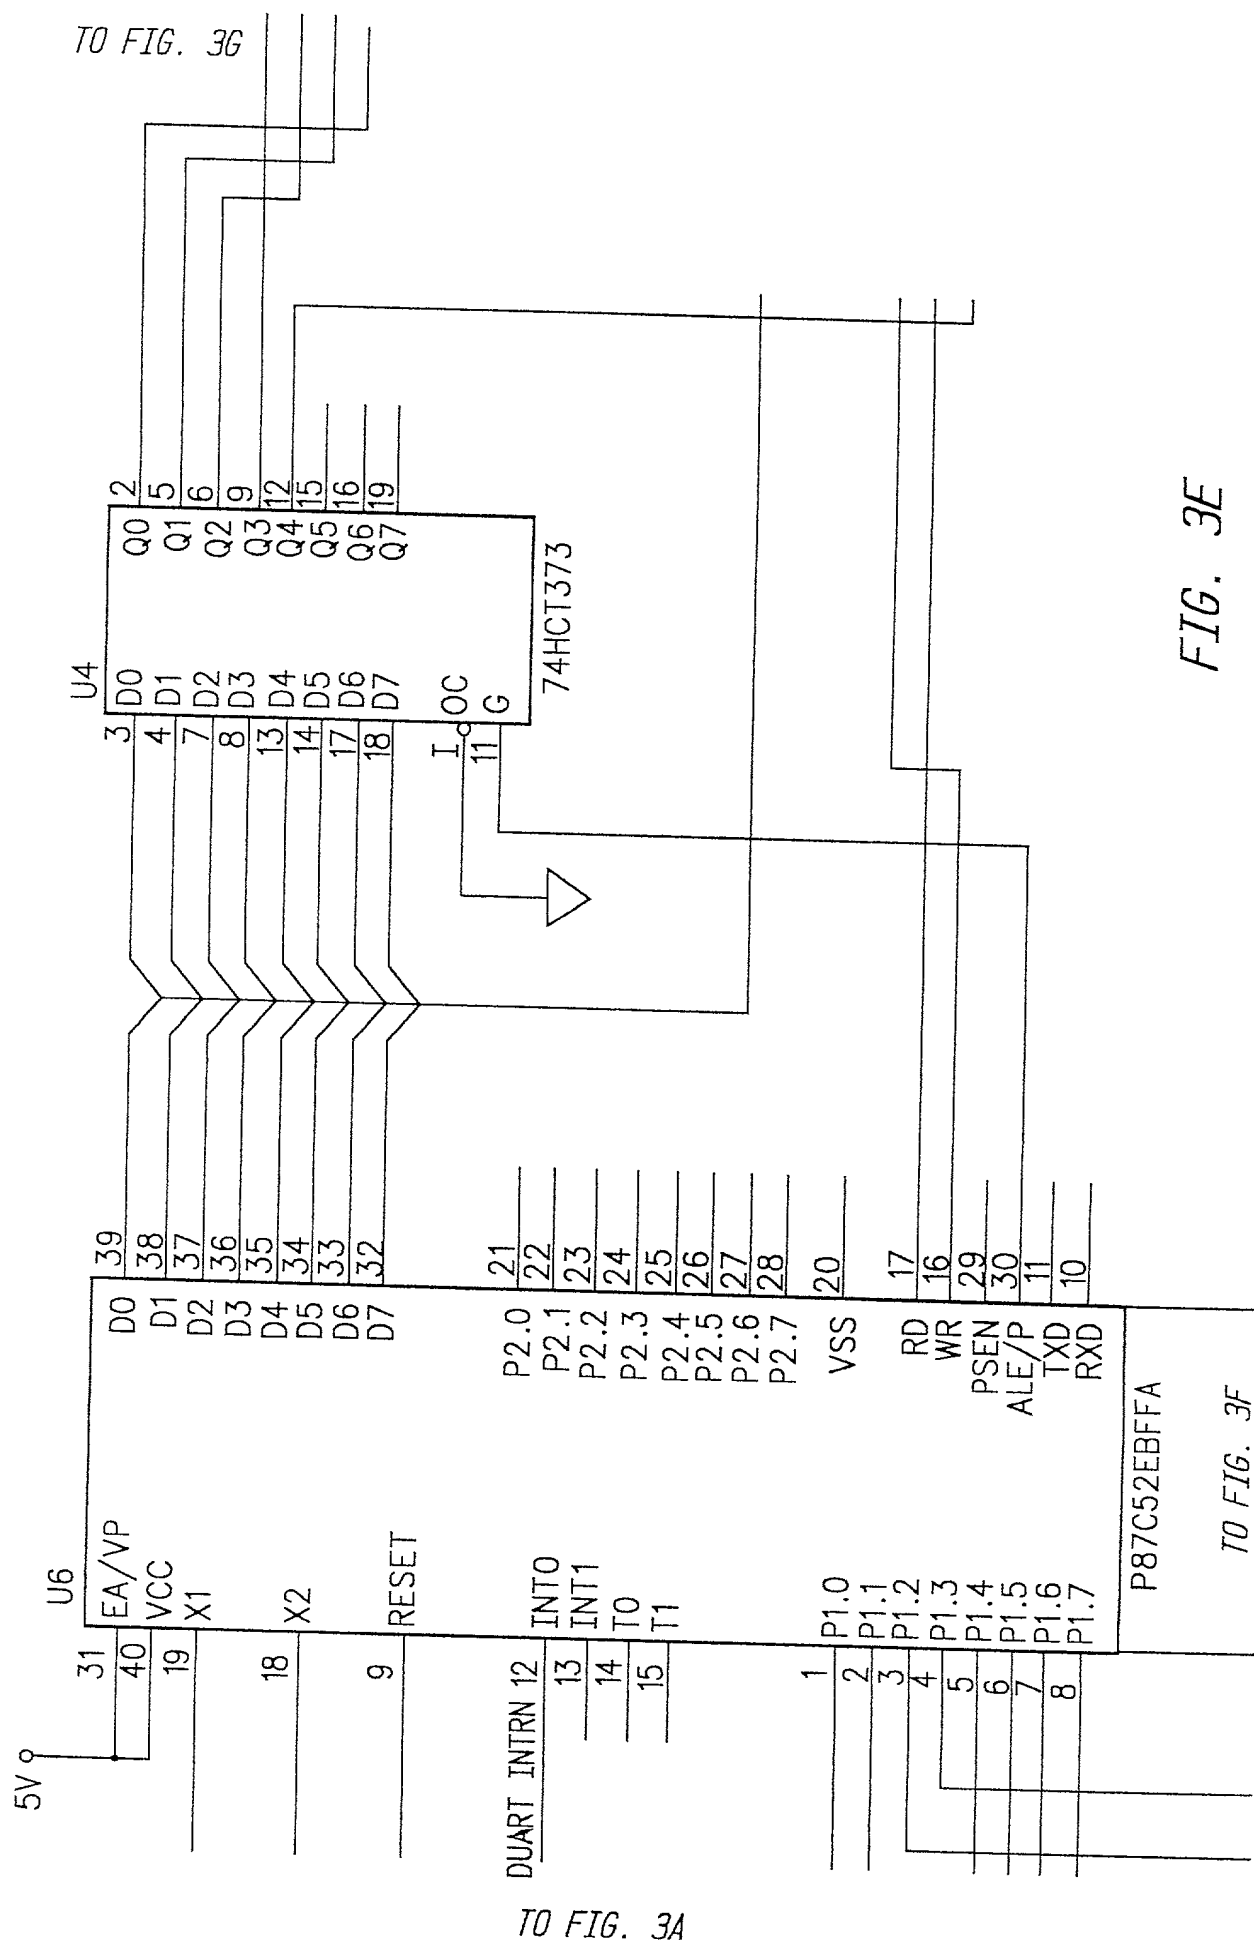 TO FIG. 3G
U4
D0
D1
D2
D3
D4
D5
D6
D7
OC
G
3
4
7
8
13
14
17
18
I
11
Q0
Q1
Q2
Q3
Q4
Q5
Q6
Q7
2
5
6
9
12
15
16
19
74HCT373
5V
U6
31
40
19
18
9
DUART INTRN 12
13
14
15
1
2
3
4
5
6
7
8
EA/VP
VCC
X1
X2
RESET
INT0
INT1
T0
T1
P1.0
P1.1
P1.2
P1.3
P1.4
P1.5
P1.6
P1.7
D0
D1
D2
D3
D4
D5
D6
D7
P2.0
P2.1
P2.2
P2.3
P2.4
P2.5
P2.6
P2.7
VSS
RD
WR
PSEN
ALE/P
TXD
RXD
39
38
37
36
35
34
33
32
21
22
23
24
25
26
27
28
20
17
16
29
30
11
10
P87C52EBFFA
TO FIG. 3A
TO FIG. 3F
FIG. 3E